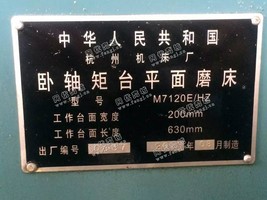 中华人民共和国
杭州机床厂
卧轴矩台平面磨床
型号 M7120E/HZ
工作台面宽度 200mm
工作台面长度 630mm
出厂编号 月制造